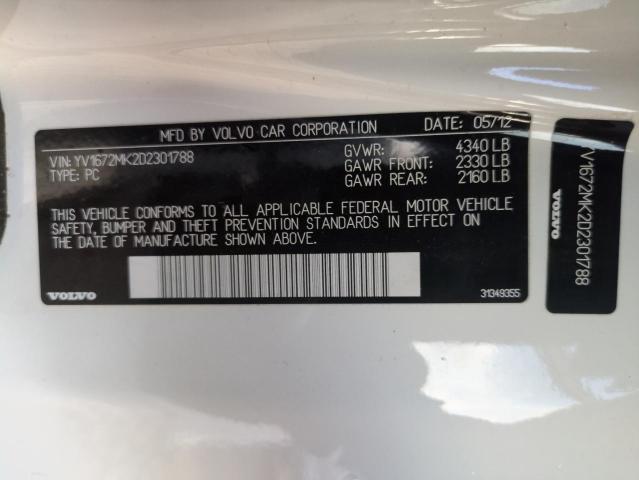 MFD BY VOLVO CAR CORPORATION DATE: 05/12
VIN: YV1672MK2D2301788
TYPE: PC
GVWR: 4340 LB
GAWR FRONT: 2330 LB
GAWR REAR: 2160 LB
THIS VEHICLE CONFORMS TO ALL APPLICABLE FEDERAL MOTOR VEHICLE
SAFETY, BUMPER AND THEFT PREVENTION STANDARDS IN EFFECT ON
THE DATE OF MANUFACTURE SHOWN ABOVE.
VOLVO
31349355
YV1672MK2D2301788
VOLVO